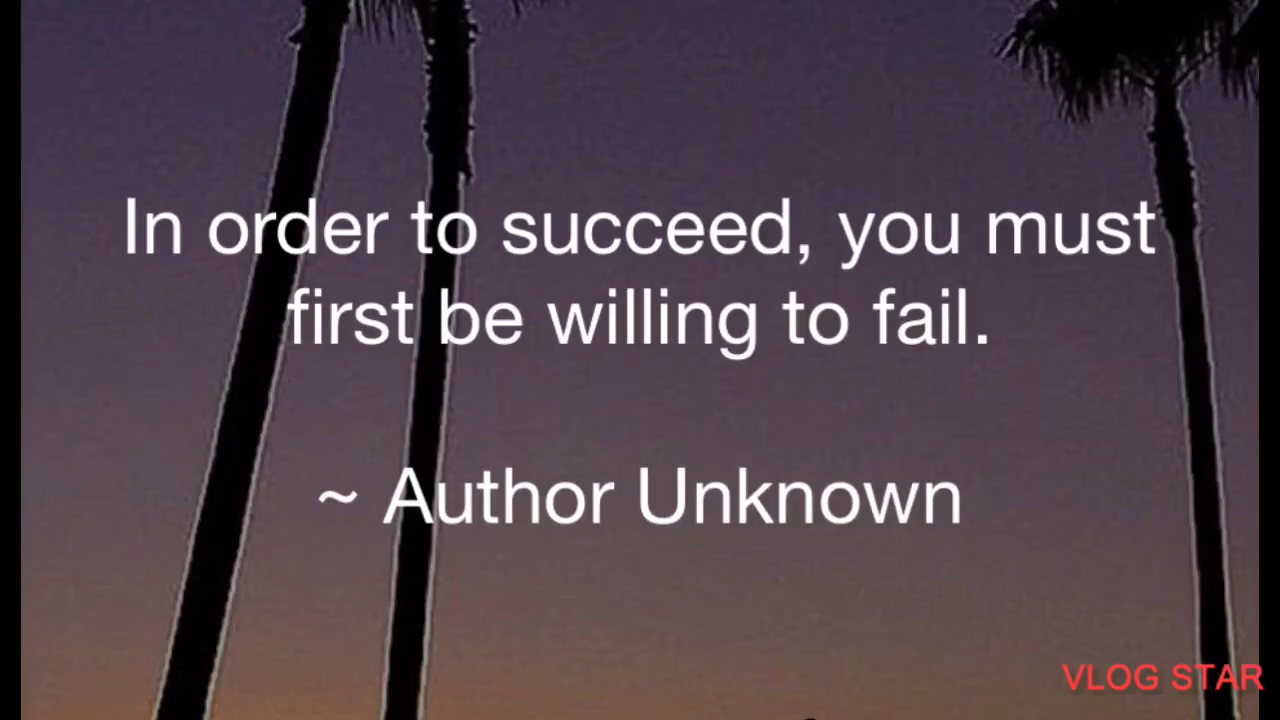 In order to succeed, you must
first be willing to fail.
~ Author Unknown
VLOG STAR